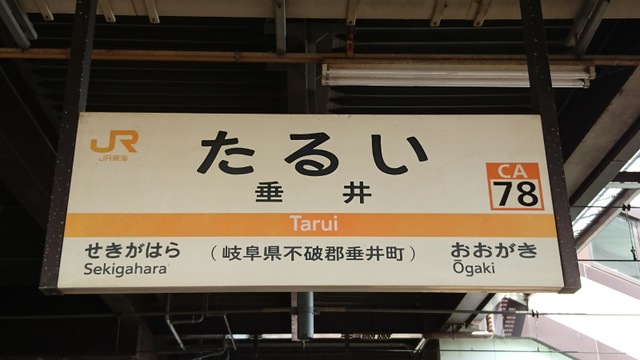 JR
JR東海
たるい
垂井
CA
78
Tarui
せきがはら
Sekigahara
(岐阜県不破郡垂井町)
おおがき
Ōgaki